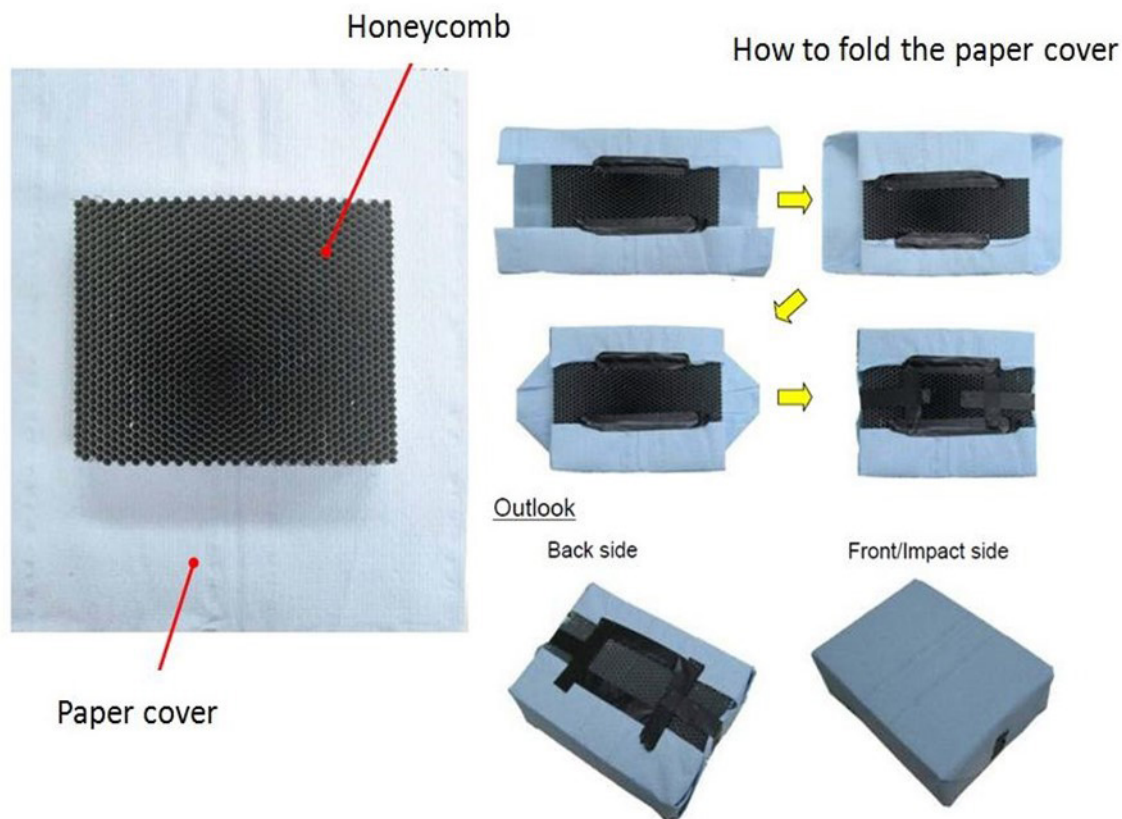 Honeycomb
How to fold the paper cover
Outlook
Back side
Front/Impact side
Paper cover